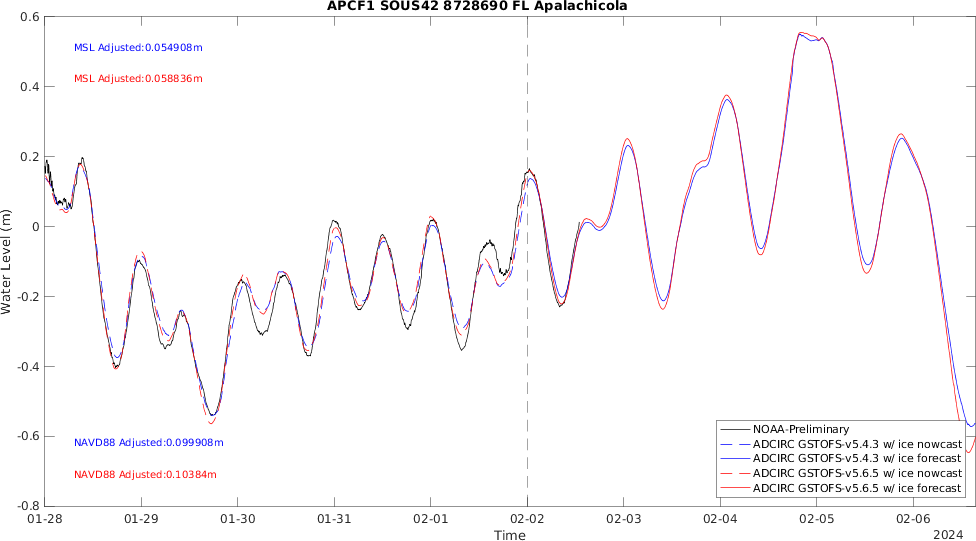 APCF1 SOUS42 8728690 FL Apalachicola
0.6
0.4
0.2
0
-0.2
-0.4
-0.6
-0.8
Water Level (m)
MSL Adjusted:0.054908m
MSL Adjusted:0.058836m
NAVD88 Adjusted:0.099908m
NAVD88 Adjusted:0.10384m
NOAA-Preliminary
ADCIRC GSTOFS-v5.4.3 w/ ice nowcast
ADCIRC GSTOFS-v5.4.3 w/ ice forecast
ADCIRC GSTOFS-v5.6.5 w/ ice nowcast
ADCIRC GSTOFS-v5.6.5 w/ ice forecast
01-28 01-29 01-30 01-31 02-01 02-02 02-03 02-04 02-05 02-06
Time
2024